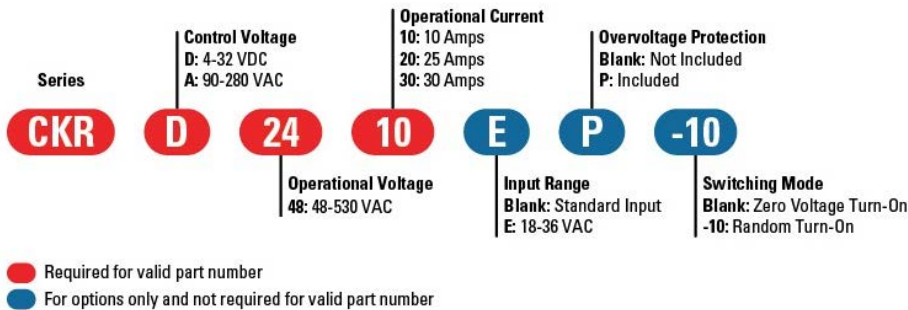 Operational Current
10: 10 Amps
20: 25 Amps
30: 30 Amps
Control Voltage
D: 4-32 VDC
A: 90-280 VAC
Overvoltage Protection
Blank: Not Included
P: Included
Series
CKR D 24 10 E P -10
Operational Voltage
48: 48-530 VAC
Input Range
Blank: Standard Input
E: 18-36 VAC
Switching Mode
Blank: Zero Voltage Turn-On
-10: Random Turn-On
Required for valid part number
For options only and not required for valid part number